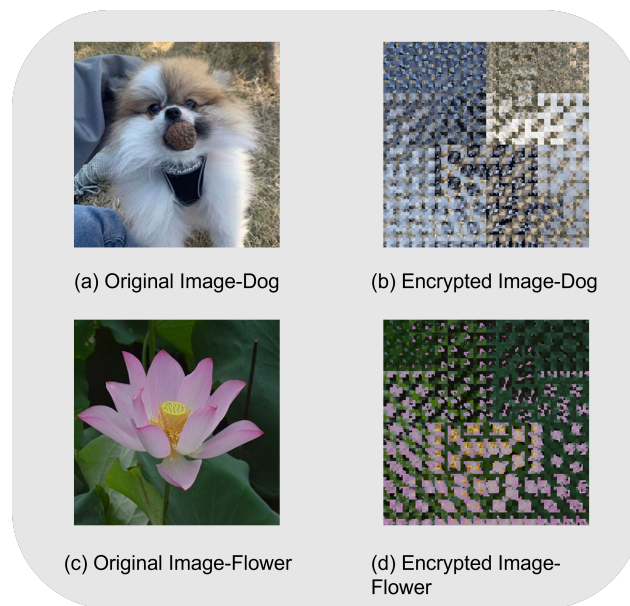 (a) Original Image-Dog
(b) Encrypted Image-Dog
(c) Original Image-Flower
(d) Encrypted Image-
Flower